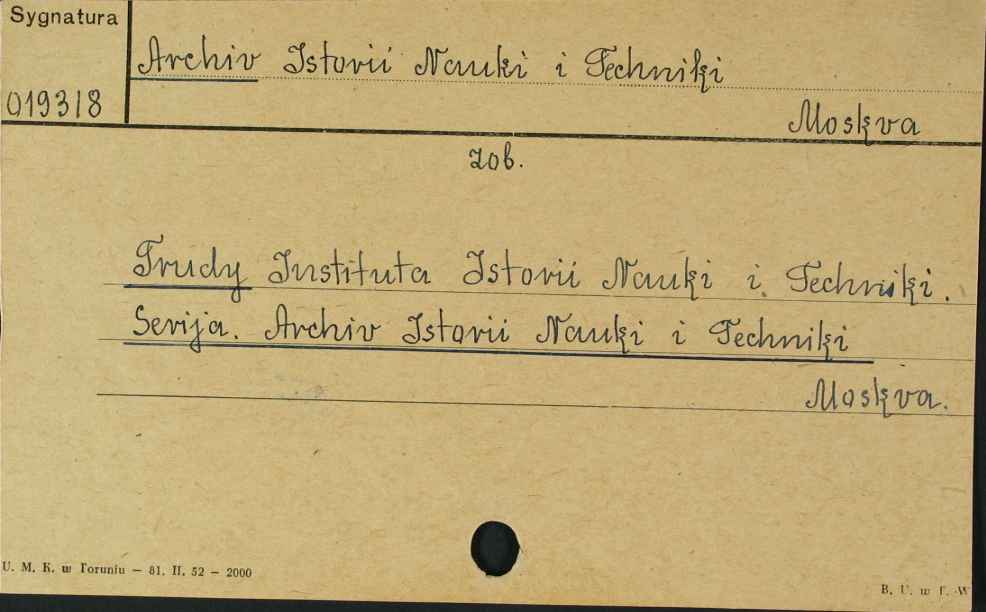 Sygnatura
Archiv Istorii Nauki i Techniki
019318
Moskva
zob.
Trudy Instituta Istorii Nauki i Techniki.
Serija. Archiv Istorii Nauki i Techniki
Moskva.
U. M. K. w Toruniu — 81. II. 52 — 2000
B. U. w T. W